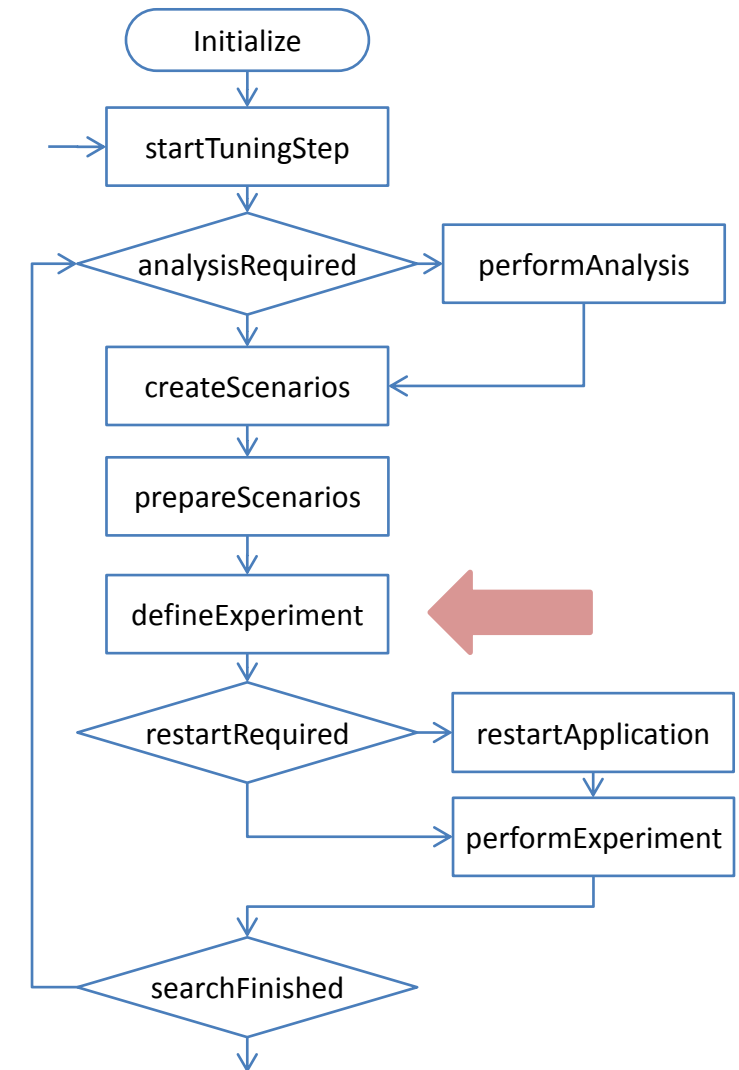 Initialize
startTuningStep
analysisRequired
performAnalysis
createScenarios
prepareScenarios
defineExperiment
restartRequired
restartApplication
performExperiment
searchFinished